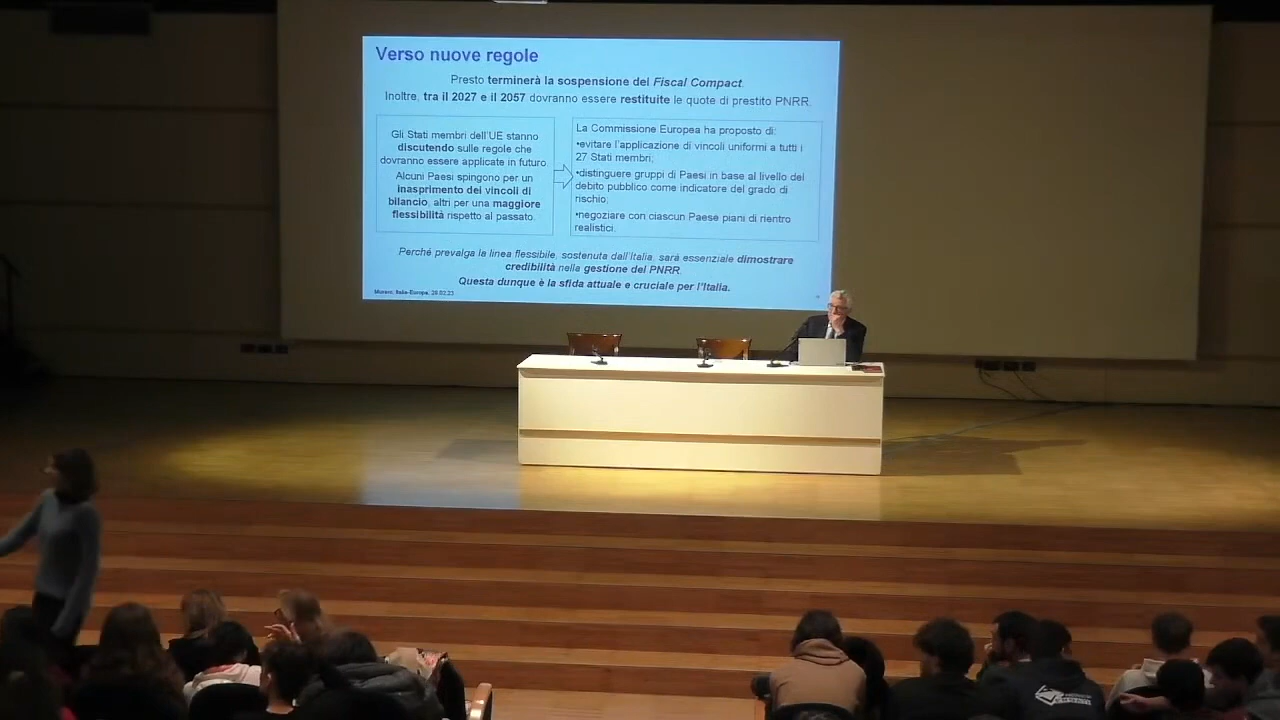 Verso nuove regole
Presto terminerà la sospensione del Fiscal Compact.
Inoltre, tra il 2027 e il 2057 dovranno essere restituite le quote di prestito PNRR.
Gli Stati membri dell'UE stanno
discutendo sulle regole che
dovranno essere applicate in futuro.
Alcuni Paesi spingono per un
inasprimento dei vincoli di
bilancio, altri per una maggiore
flessibilità rispetto al passato.
La Commissione Europea ha proposto di:
•evitare l'applicazione di vincoli uniformi a tutti i
27 Stati membri;
•distinguere gruppi di Paesi in base al livello del
debito pubblico come indicatore del grado di
rischio;
•negoziare con ciascun Paese piani di rientro
realistici.
Perché prevalga la linea flessibile, sostenuta dall'Italia, sarà essenziale dimostrare
credibilità nella gestione del PNRR.
Questa dunque è la sfida attuale e cruciale per l'Italia.
Italia-Europa, 28.02.23